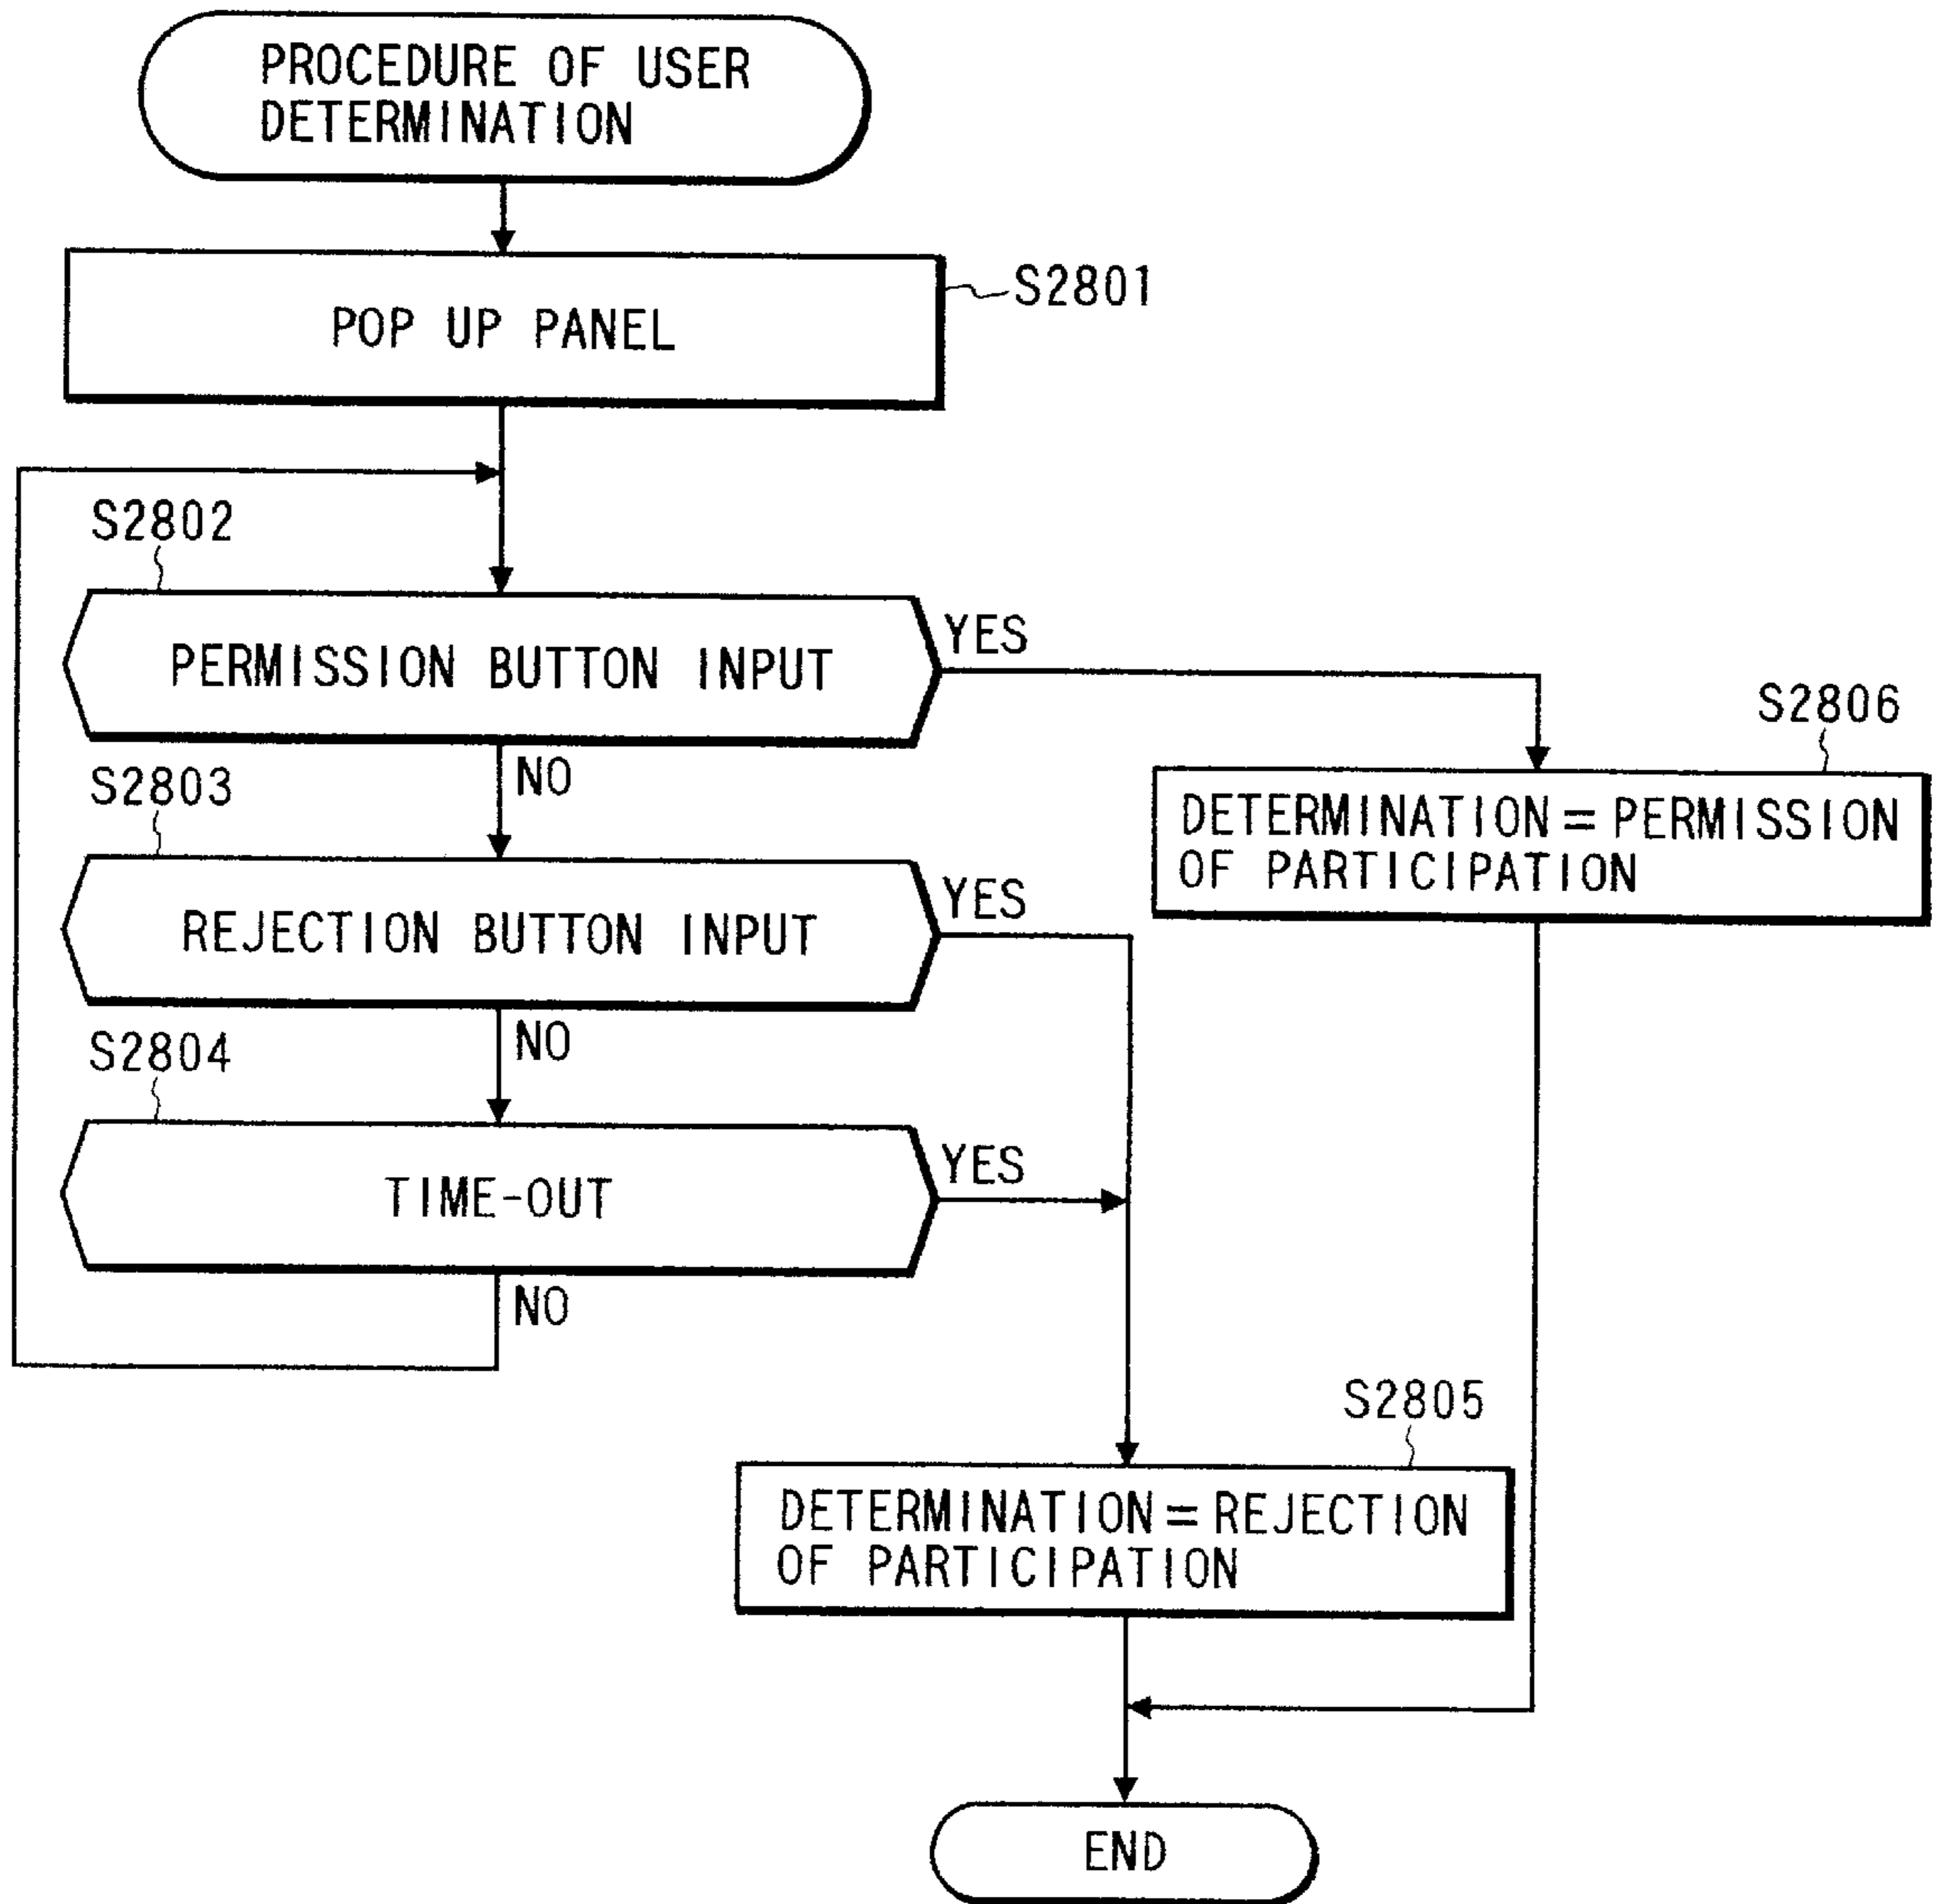 PROCEDURE OF USER
DETERMINATION
S2801
POP UP PANEL
S2802
PERMISSION BUTTON INPUT
YES
NO
S2806
DETERMINATION=PERMISSION
OF PARTICIPATION
S2803
REJECTION BUTTON INPUT
YES
NO
S2804
TIME-OUT
YES
NO
S2805
DETERMINATION=REJECTION
OF PARTICIPATION
END